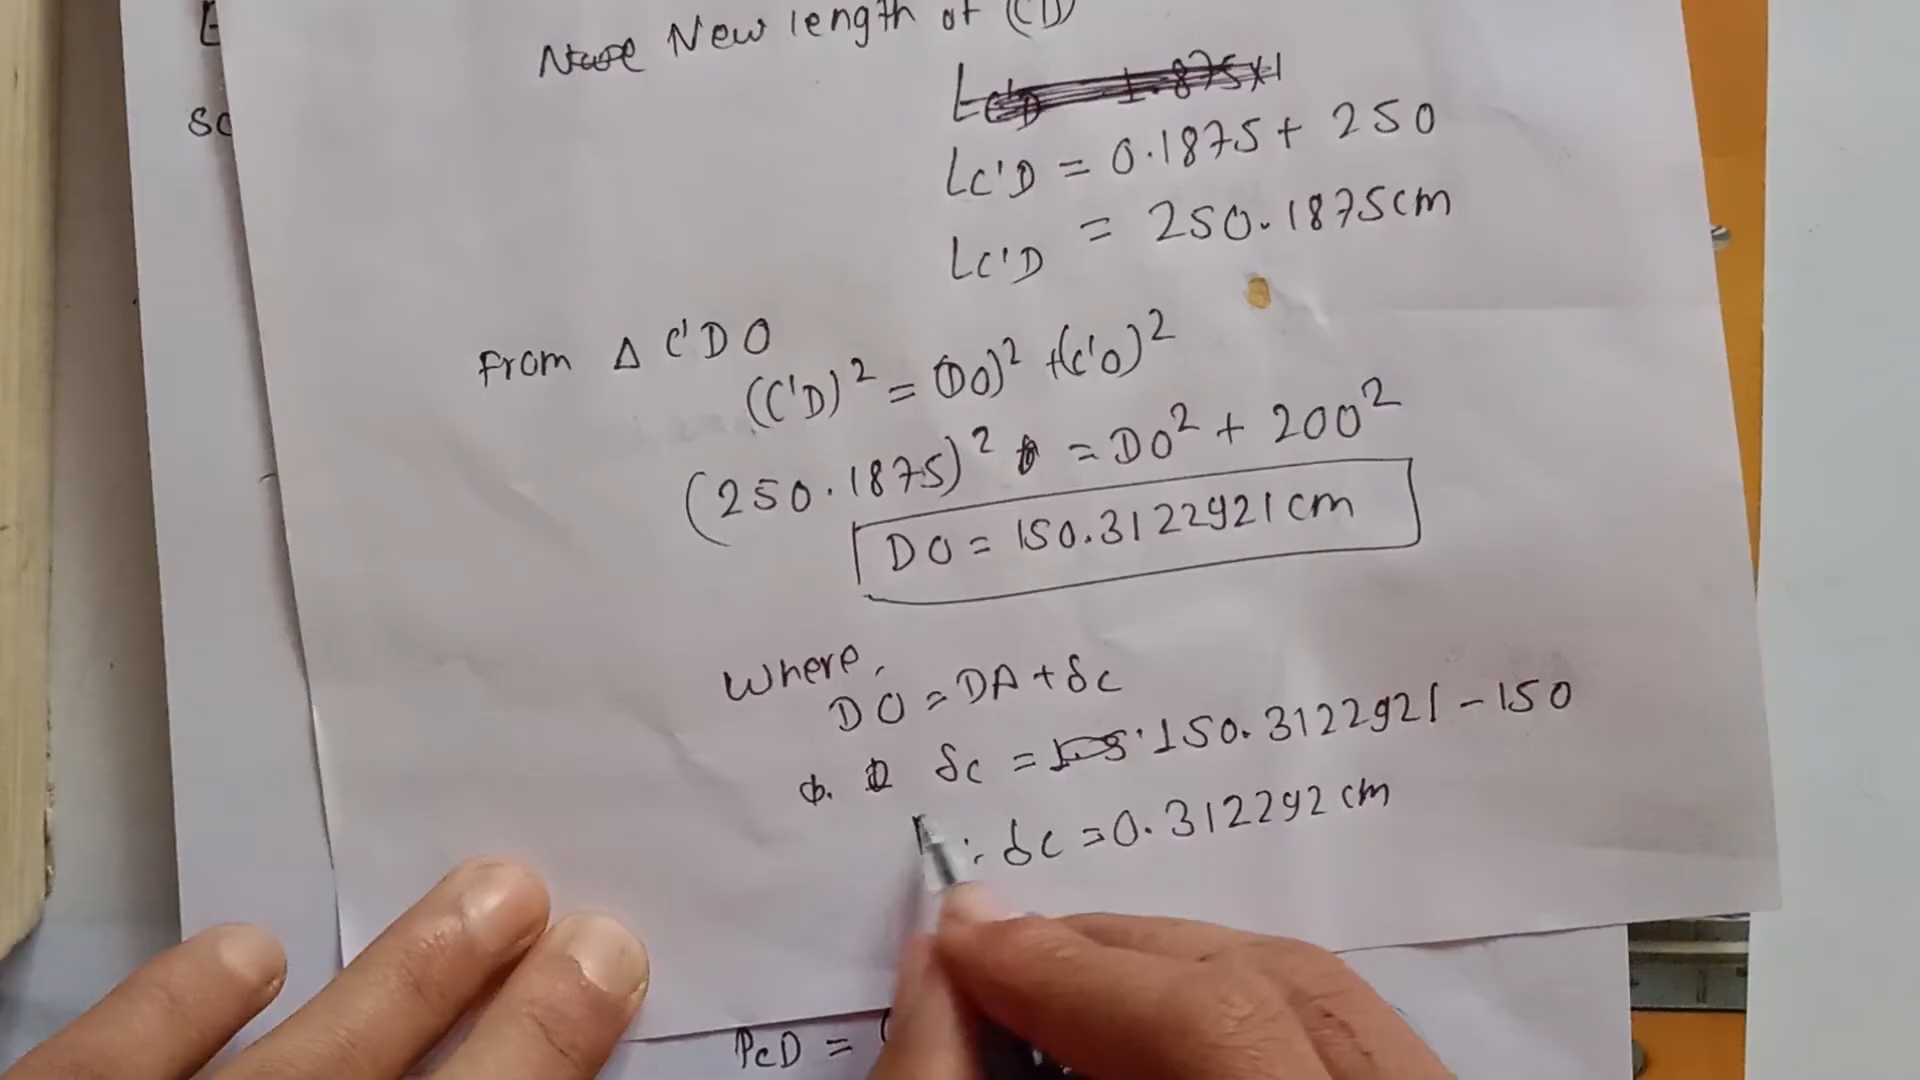 E
New length of (CD)
SC
LC'D = 0.1875 + 250
LC'D = 250.1875cm
From Δ C'DO
(C'D)² = (DO)² + (C'O)²
(250.1875)² = DO² + 200²
DO = 150.3122921 cm
Where,
DO = DA + δc
δc = 150.3122921 - 150
∴ δc = 0.312292 cm
PCD = (